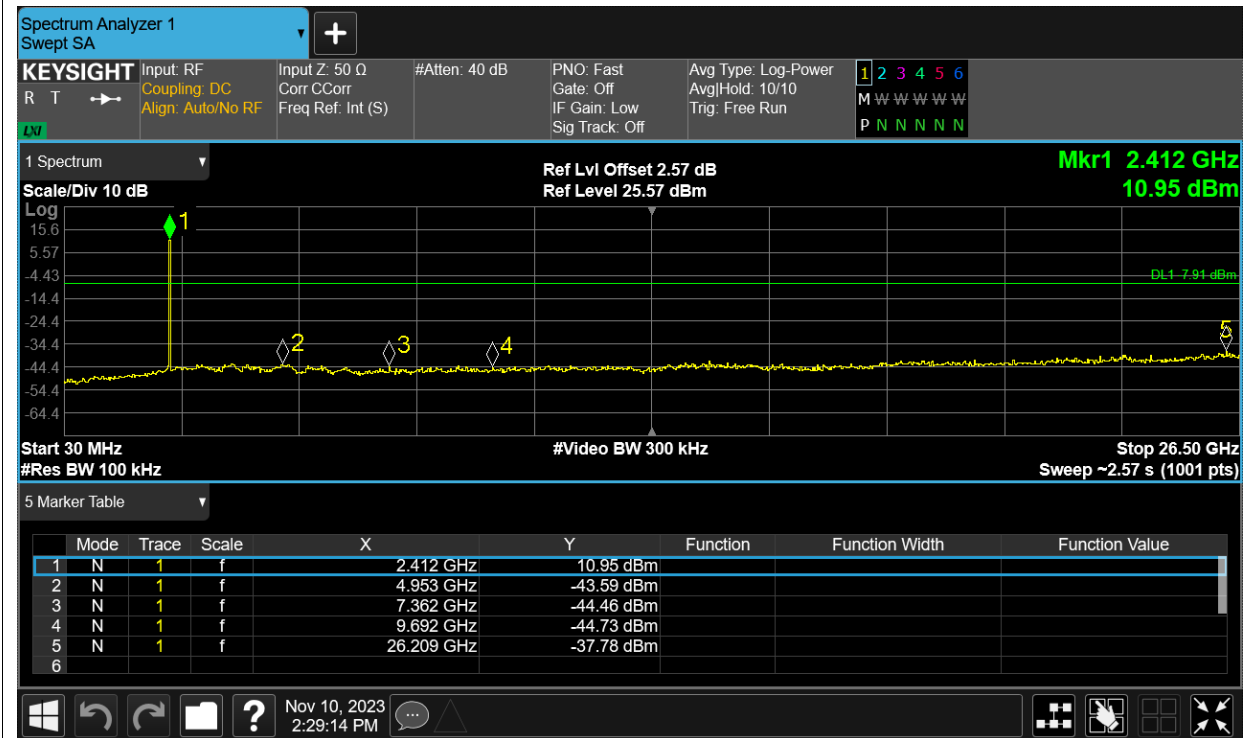 Spectrum Analyzer 1
Swept SA
+
KEYSIGHT Input: RF Input Z: 50 Ω #Atten: 40 dB PNO: Fast Avg Type: Log-Power 1 2 3 4 5 6
R T Coupling: DC Corr CCorr Gate: Off Avg|Hold: 10/10 M W W W W W
Align: Auto/No RF Freq Ref: Int (S) IF Gain: Low Trig: Free Run P N N N N N
LXI Sig Track: Off
1 Spectrum Ref Lvl Offset 2.57 dB Mkr1 2.412 GHz
Scale/Div 10 dB Ref Level 25.57 dBm 10.95 dBm
Log
1
15.6
5.57
-4.43 DL1 -7.91 dBm
-14.4
-24.4
-34.4 2 3 4 5
-44.4
-54.4
-64.4
Start 30 MHz #Video BW 300 kHz Stop 26.50 GHz
#Res BW 100 kHz Sweep ~2.57 s (1001 pts)
5 Marker Table
Mode Trace Scale X Y Function Function Width Function Value
1 N 1 f 2.412 GHz 10.95 dBm
2 N 1 f 4.953 GHz -43.59 dBm
3 N 1 f 7.362 GHz -44.46 dBm
4 N 1 f 9.692 GHz -44.73 dBm
5 N 1 f 26.209 GHz -37.78 dBm
6
? Nov 10, 2023
2:29:14 PM